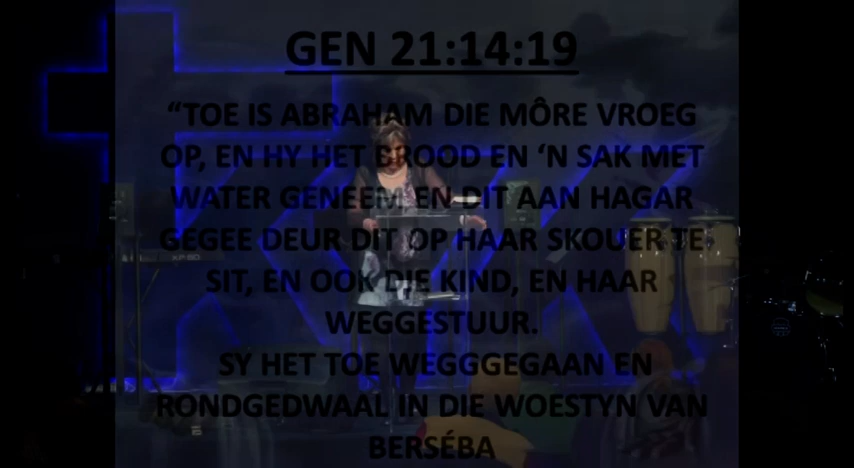 GEN 21:14:19
“TOE IS ABRAHAM DIE MÔRE VROEG
OP, EN HY HET BROOD EN ‘N SAK MET
WATER GENEEM EN DIT AAN HAGAR
GEGEE DEUR DIT OP HAAR SKOUER TE
SIT, EN OOK DIE KIND, EN HAAR
WEGGESTUUR.
SY HET TOE WEGGGEGAAN EN
RONDGEDWAAL IN DIE WOESTYN VAN
BERSÉBA